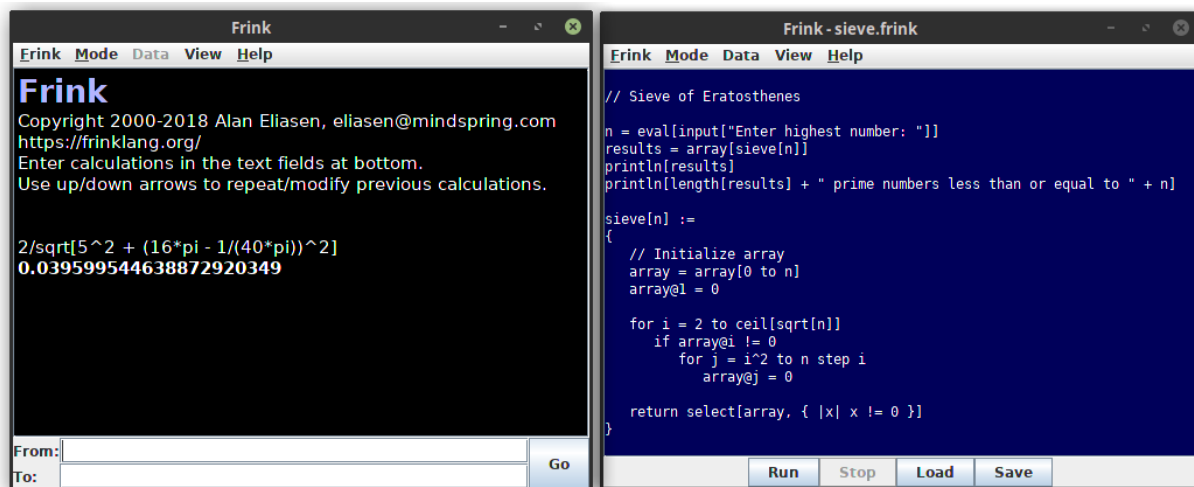 Frink
Frink Mode Data View Help
Frink
Copyright 2000-2018 Alan Eliasen, eliasen@mindspring.com
https://frinklang.org/
Enter calculations in the text fields at bottom.
Use up/down arrows to repeat/modify previous calculations.
2/sqrt[5^2 + (16*pi - 1/(40*pi))^2]
0.039599544638872920349
From:
To:
Go
Frink - sieve.frink
Frink Mode Data View Help
// Sieve of Eratosthenes
n = eval[input["Enter highest number: "]]
results = array[sieve[n]]
println[results]
println[length[results] + " prime numbers less than or equal to " + n]
sieve[n] :=
{
   // Initialize array
   array = array[0 to n]
   array@1 = 0
   for i = 2 to ceil[sqrt[n]]
      if array@i != 0
         for j = i^2 to n step i
            array@j = 0
   return select[array, { |x| x != 0 }]
}
Run Stop Load Save